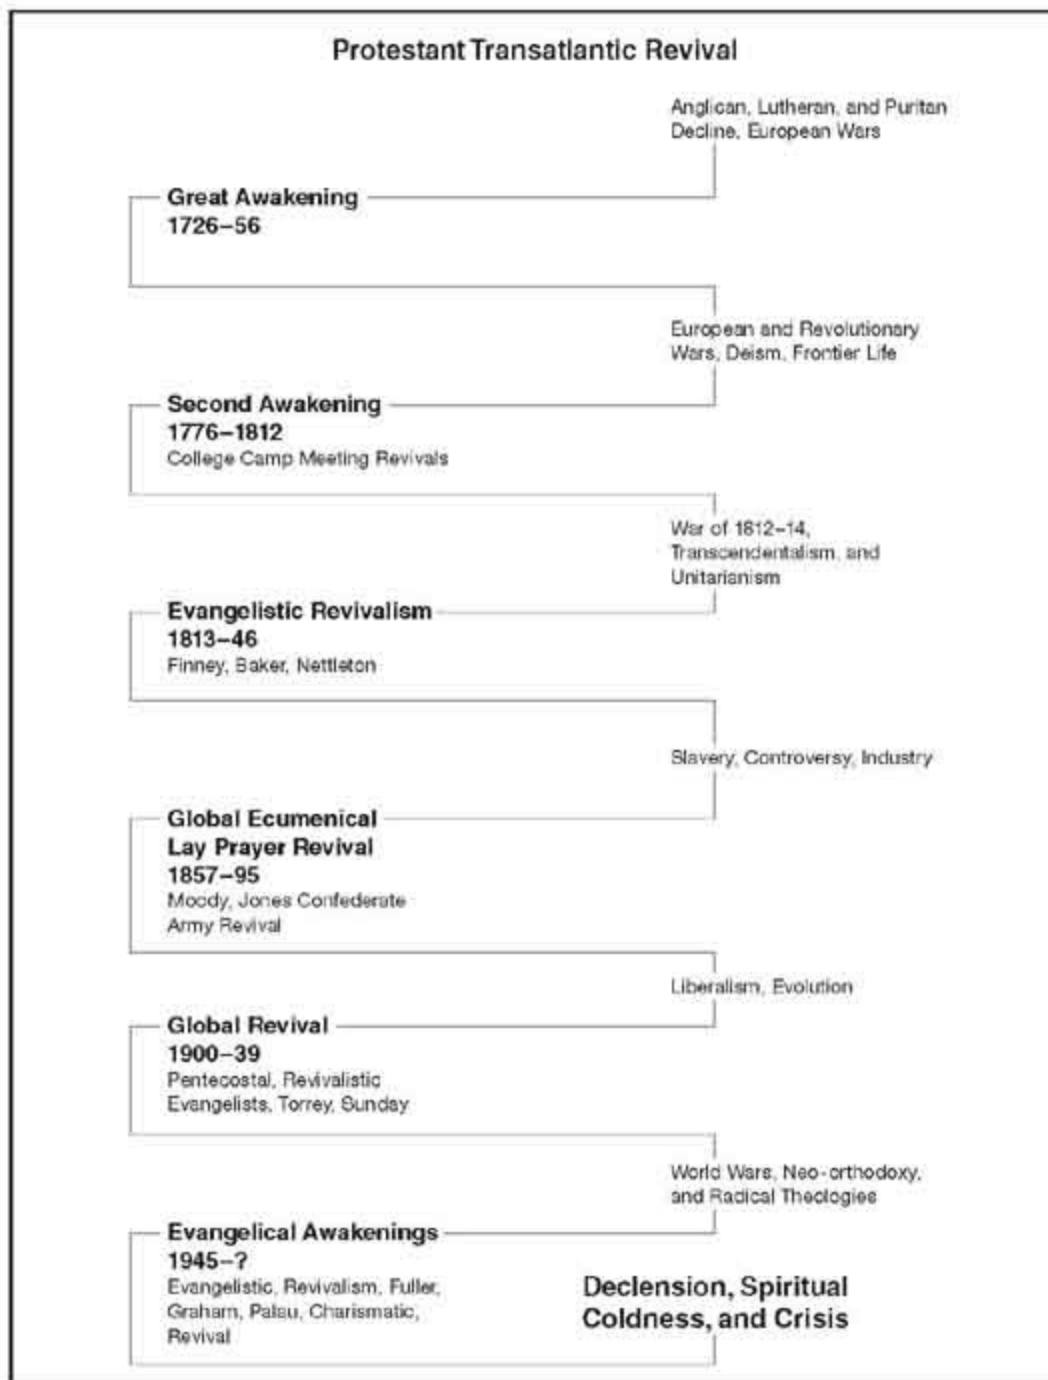 Protestant Transatlantic Revival
Anglican, Lutheran, and Puritan
Decline, European Wars
Great Awakening
1726–56
European and Revolutionary
Wars, Deism, Frontier Life
Second Awakening
1776–1812
College Camp Meeting Revivals
War of 1812–14,
Transcendentalism, and
Unitarianism
Evangelistic Revivalism
1813–46
Finney, Baker, Nettleton
Slavery, Controversy, Industry
Global Ecumenical
Lay Prayer Revival
1857–95
Moody, Jones Confederate
Army Revival
Liberalism, Evolution
Global Revival
1900–39
Pentecostal, Revivalistic
Evangelists, Torrey, Sunday
World Wars, Neo-orthodoxy,
and Radical Theologies
Evangelical Awakenings
1945–?
Evangelistic, Revivalism, Fuller,
Graham, Palau, Charismatic,
Revival
Declension, Spiritual
Coldness, and Crisis